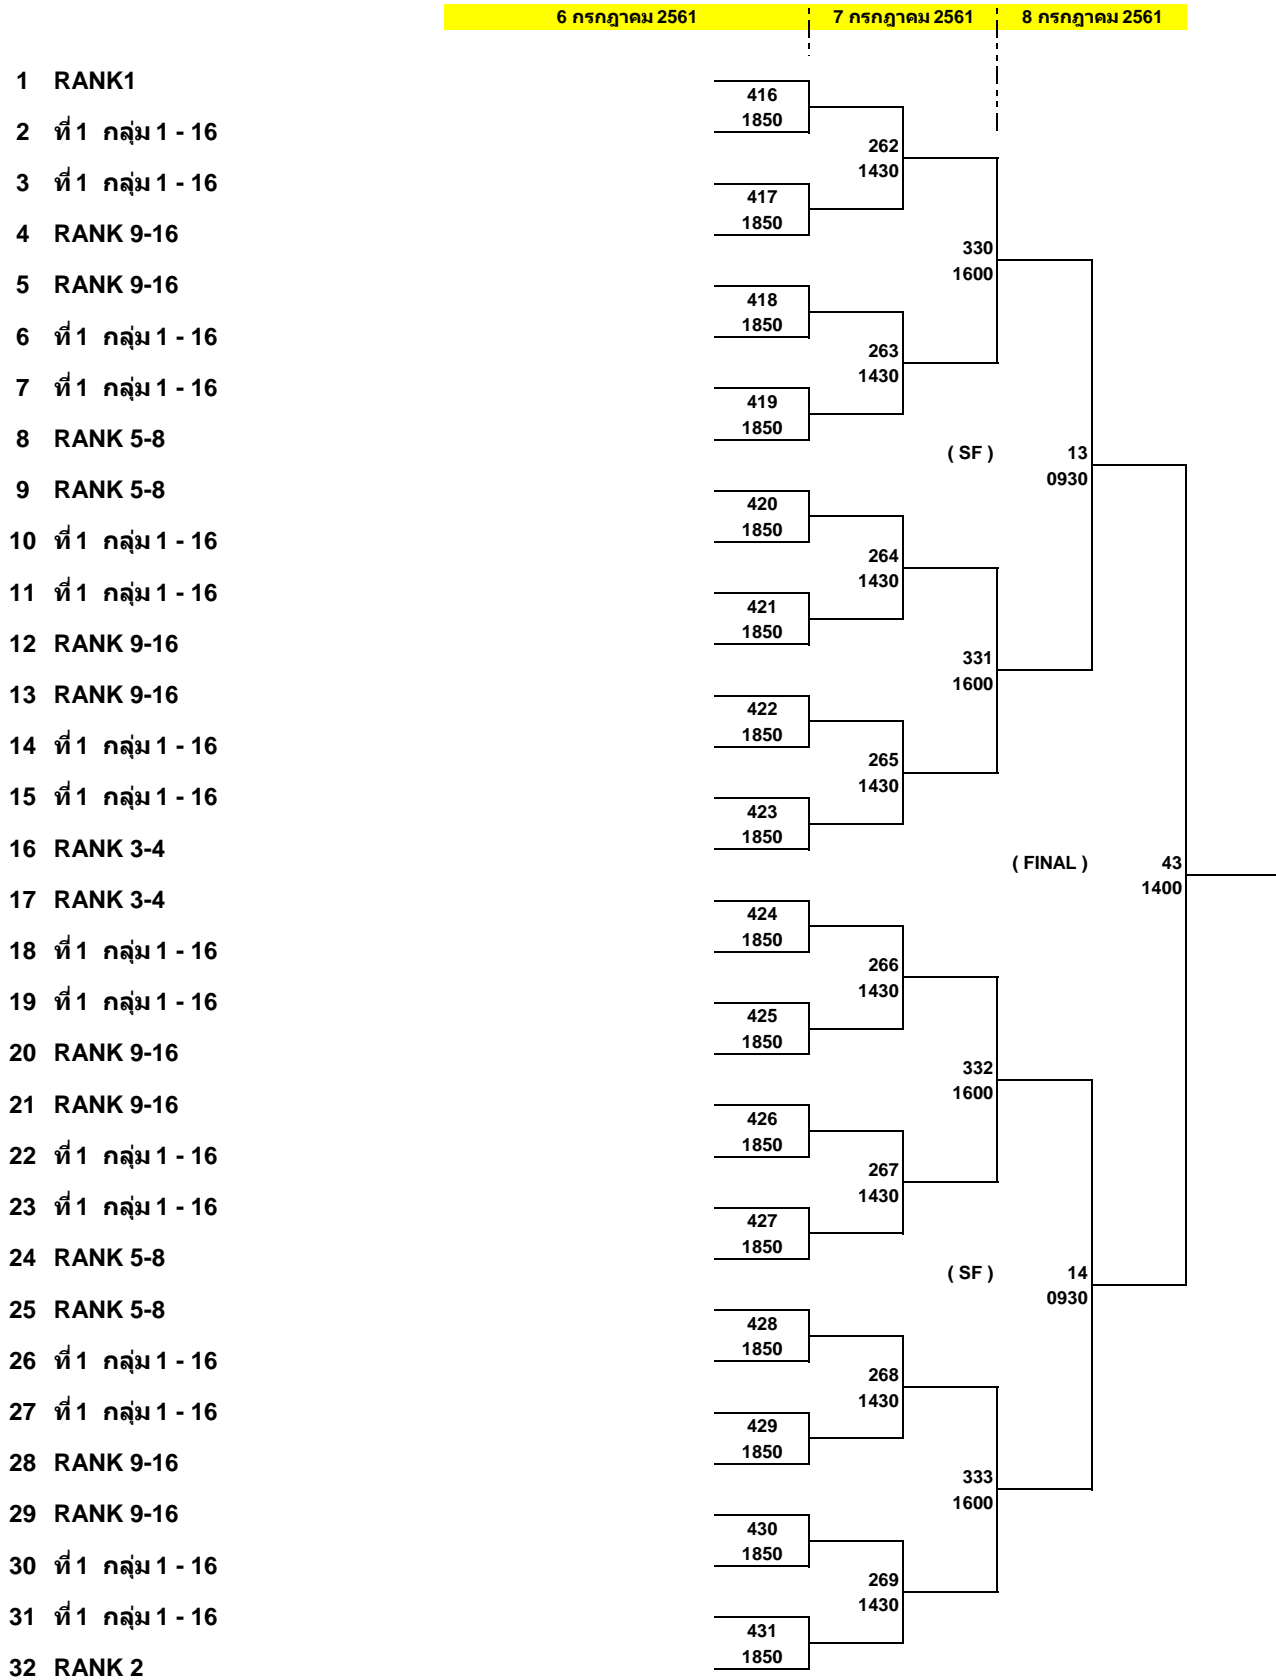 6 กรกฎาคม 2561 7 กรกฎาคม 2561 8 กรกฎาคม 2561
1 RANK1
416
1850
2 ที่ 1 กลุ่ม 1 - 16
262
1430
3 ที่ 1 กลุ่ม 1 - 16
417
1850
4 RANK 9-16
330
1600
5 RANK 9-16
418
1850
6 ที่ 1 กลุ่ม 1 - 16
263
1430
7 ที่ 1 กลุ่ม 1 - 16
419
1850
8 RANK 5-8
( SF ) 13
0930
9 RANK 5-8
420
1850
10 ที่ 1 กลุ่ม 1 - 16
264
1430
11 ที่ 1 กลุ่ม 1 - 16
421
1850
12 RANK 9-16
331
1600
13 RANK 9-16
422
1850
14 ที่ 1 กลุ่ม 1 - 16
265
1430
15 ที่ 1 กลุ่ม 1 - 16
423
1850
16 RANK 3-4
( FINAL ) 43
1400
17 RANK 3-4
424
1850
18 ที่ 1 กลุ่ม 1 - 16
266
1430
19 ที่ 1 กลุ่ม 1 - 16
425
1850
20 RANK 9-16
332
1600
21 RANK 9-16
426
1850
22 ที่ 1 กลุ่ม 1 - 16
267
1430
23 ที่ 1 กลุ่ม 1 - 16
427
1850
24 RANK 5-8
( SF ) 14
0930
25 RANK 5-8
428
1850
26 ที่ 1 กลุ่ม 1 - 16
268
1430
27 ที่ 1 กลุ่ม 1 - 16
429
1850
28 RANK 9-16
333
1600
29 RANK 9-16
430
1850
30 ที่ 1 กลุ่ม 1 - 16
269
1430
31 ที่ 1 กลุ่ม 1 - 16
431
1850
32 RANK 2